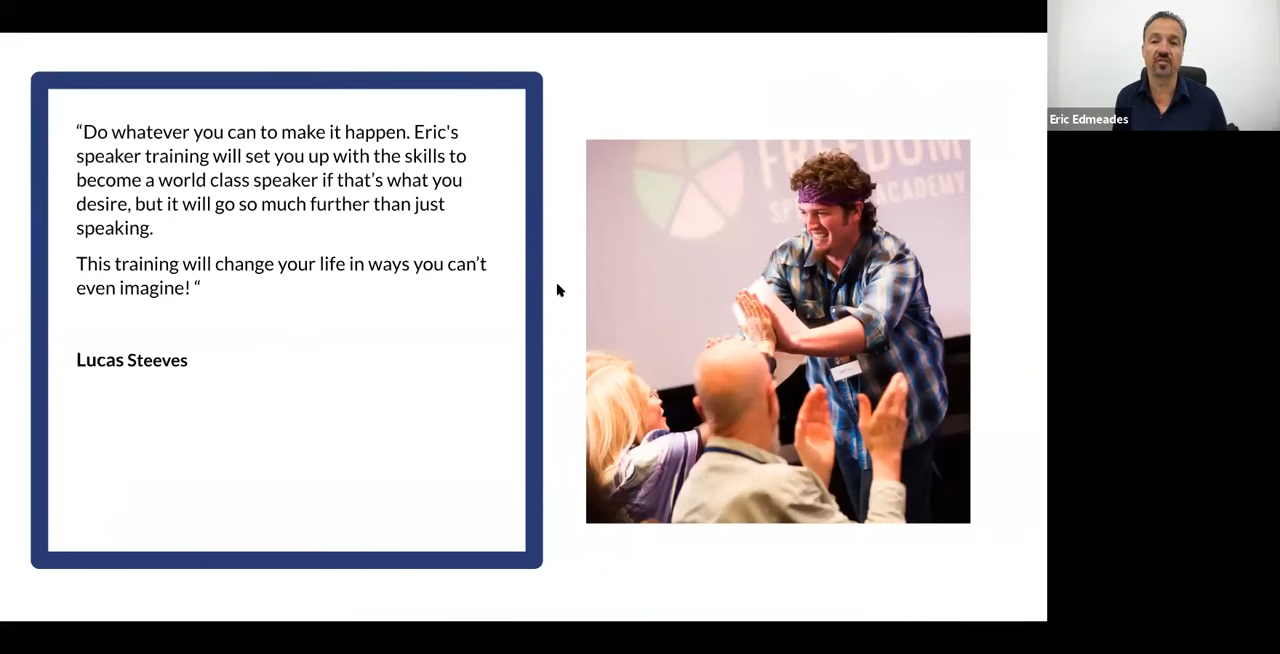 “Do whatever you can to make it happen. Eric's
speaker training will set you up with the skills to
become a world class speaker if that’s what you
desire, but it will go so much further than just
speaking.
This training will change your life in ways you can’t
even imagine! “
Lucas Steeves
FREEDOM
ACADEMY
Eric Edmeades